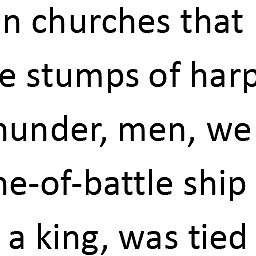 n churches that
e stumps of harp
hunder, men, we
ne-of-battle ship
a king, was tied